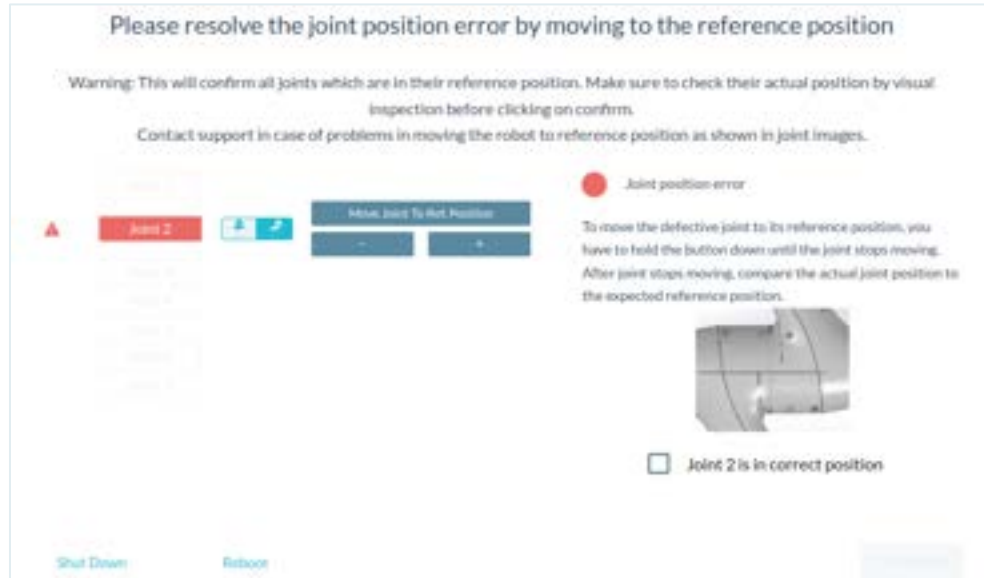 Please resolve the joint position error by moving to the reference position
Warning: This will confirm all joints which are in their reference position. Make sure to check their actual position by visual
inspection before clicking on confirm.
Contact support in case of problems in moving the robot to reference position as shown in joint images.
Joint position error
Joint 2
Move Joint To Ref. Position
-
+
To move the defective joint to its reference position, you
have to hold the button down until the joint stops moving.
After joint stops moving, compare the actual joint position to
the expected reference position.
Joint 2 is in correct position
Shut Down
Reboot